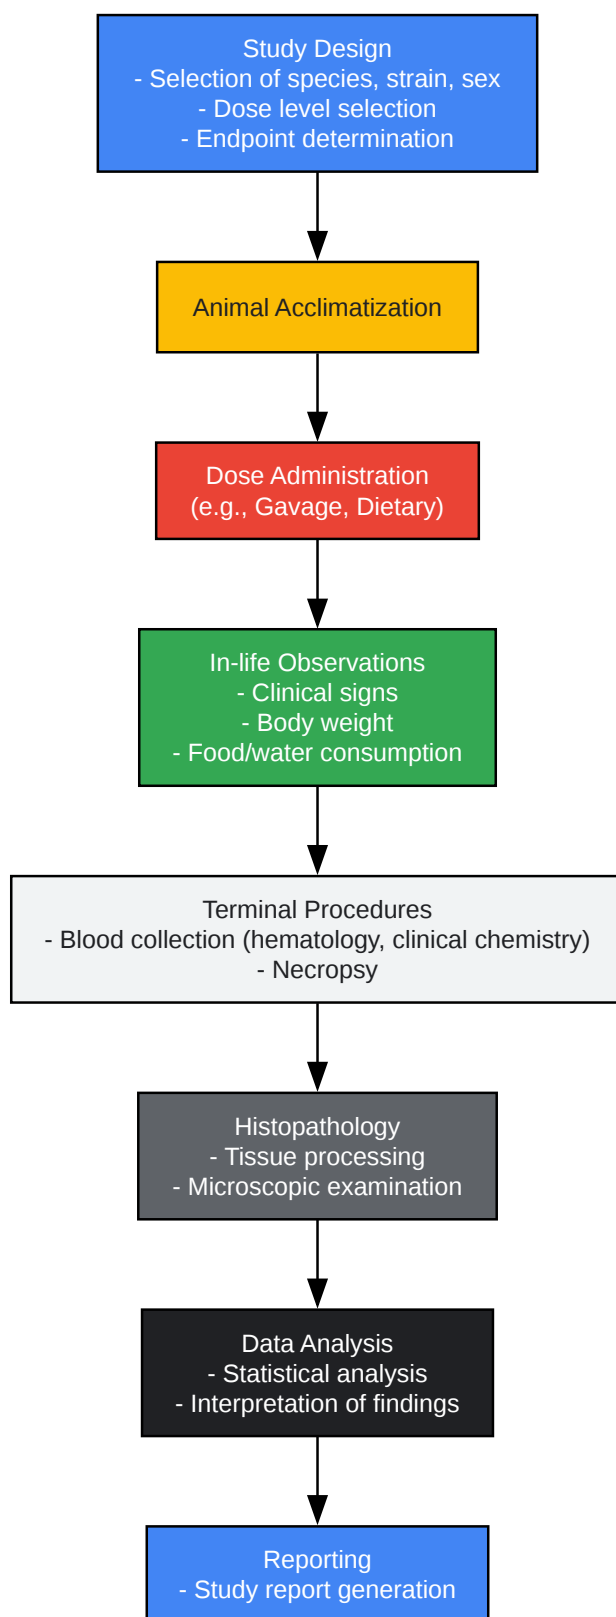 Study Design
- Selection of species, strain, sex
- Dose level selection
- Endpoint determination
Animal Acclimatization
Dose Administration
(e.g., Gavage, Dietary)
In-life Observations
- Clinical signs
- Body weight
- Food/water consumption
Terminal Procedures
- Blood collection (hematology, clinical chemistry)
- Necropsy
Histopathology
- Tissue processing
- Microscopic examination
Data Analysis
- Statistical analysis
- Interpretation of findings
Reporting
- Study report generation